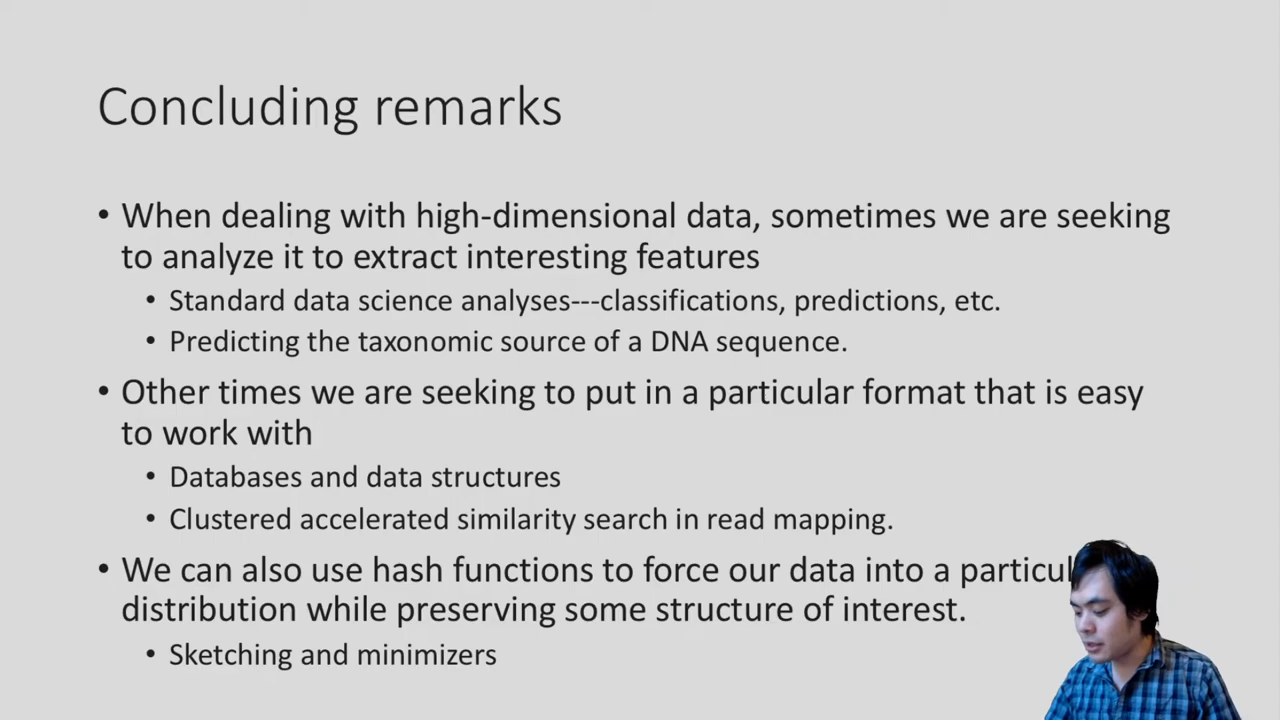 Concluding remarks
• When dealing with high-dimensional data, sometimes we are seeking
to analyze it to extract interesting features
• Standard data science analyses---classifications, predictions, etc.
• Predicting the taxonomic source of a DNA sequence.
• Other times we are seeking to put in a particular format that is easy
to work with
• Databases and data structures
• Clustered accelerated similarity search in read mapping.
• We can also use hash functions to force our data into a
distribution while preserving some structure of interest.
• Sketching and minimizers